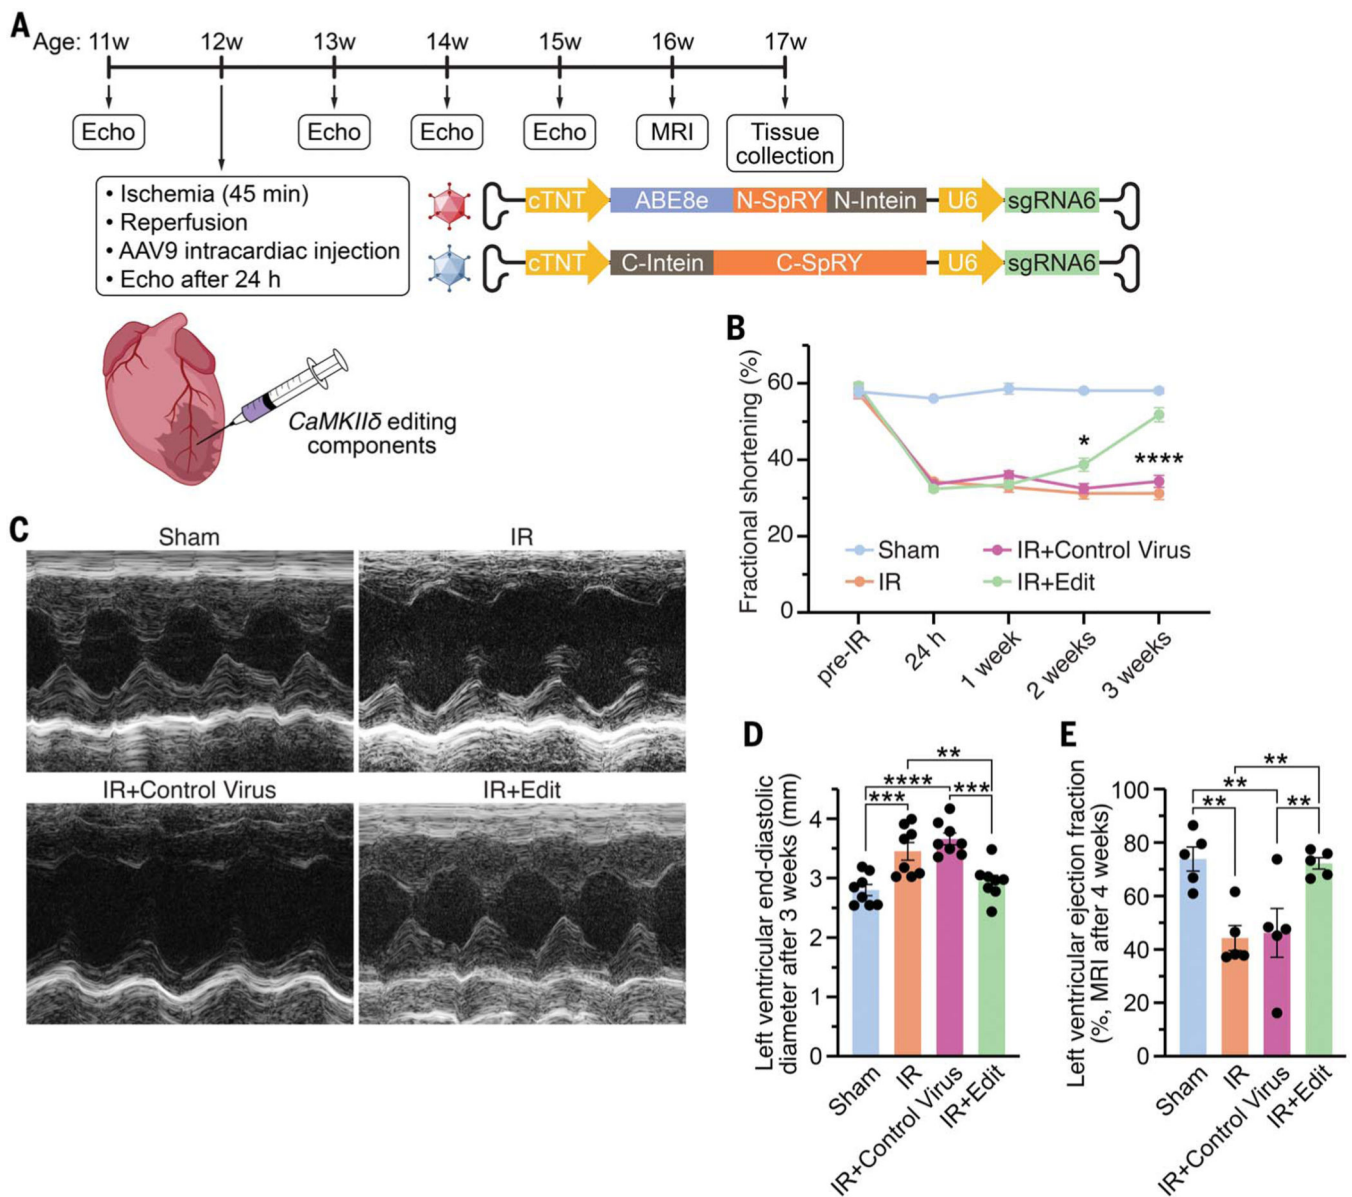 A
Age: 11w 12w 13w 14w 15w 16w 17w
Echo Echo Echo Echo MRI Tissue
collection
• Ischemia (45 min)
• Reperfusion
• AAV9 intracardiac injection
• Echo after 24 h
cTNT ABE8e N-SpRY N-Intein U6 sgRNA6
cTNT C-Intein C-SpRY U6 sgRNA6
CaMKIIδ editing
components
B
Fractional shortening (%)
60
40
20
0
*
****
Sham IR+Control Virus
IR IR+Edit
pre-IR 24 h 1 week 2 weeks 3 weeks
C
Sham IR
IR+Control Virus IR+Edit
D
Left ventricular end-diastolic
diameter after 3 weeks (mm)
4
3
2
1
0
**
****
*** ***
Sham IR IR+Control Virus IR+Edit
E
Left ventricular ejection fraction
(%, MRI after 4 weeks)
100
80
60
40
20
0
**
**
** **
Sham IR IR+Control Virus IR+Edit